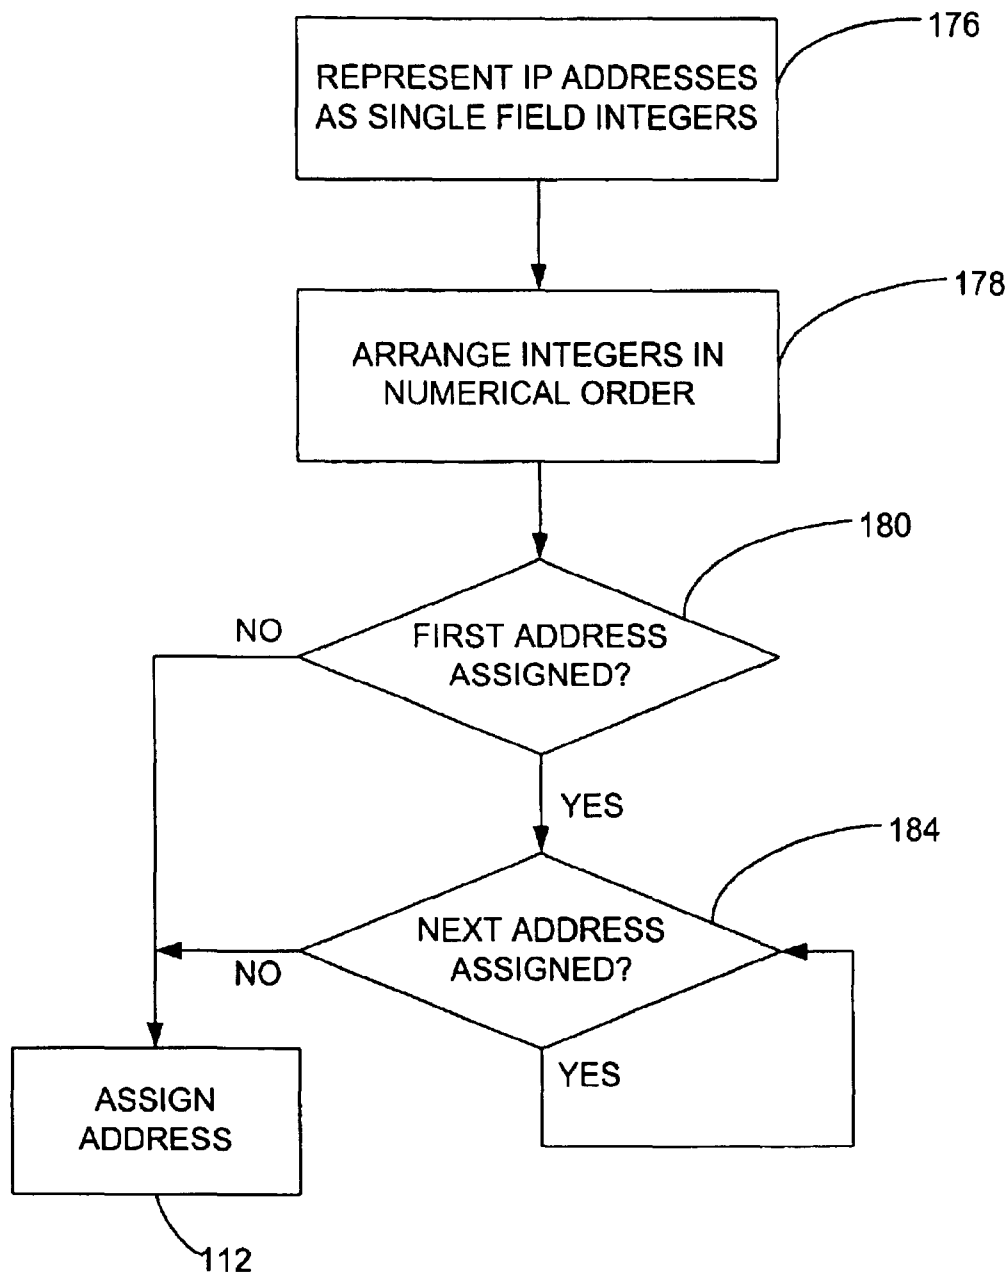 176
REPRESENT IP ADDRESSES
AS SINGLE FIELD INTEGERS
178
ARRANGE INTEGERS IN
NUMERICAL ORDER
180
NO
FIRST ADDRESS
ASSIGNED?
YES
184
NEXT ADDRESS
ASSIGNED?
NO
YES
ASSIGN
ADDRESS
112